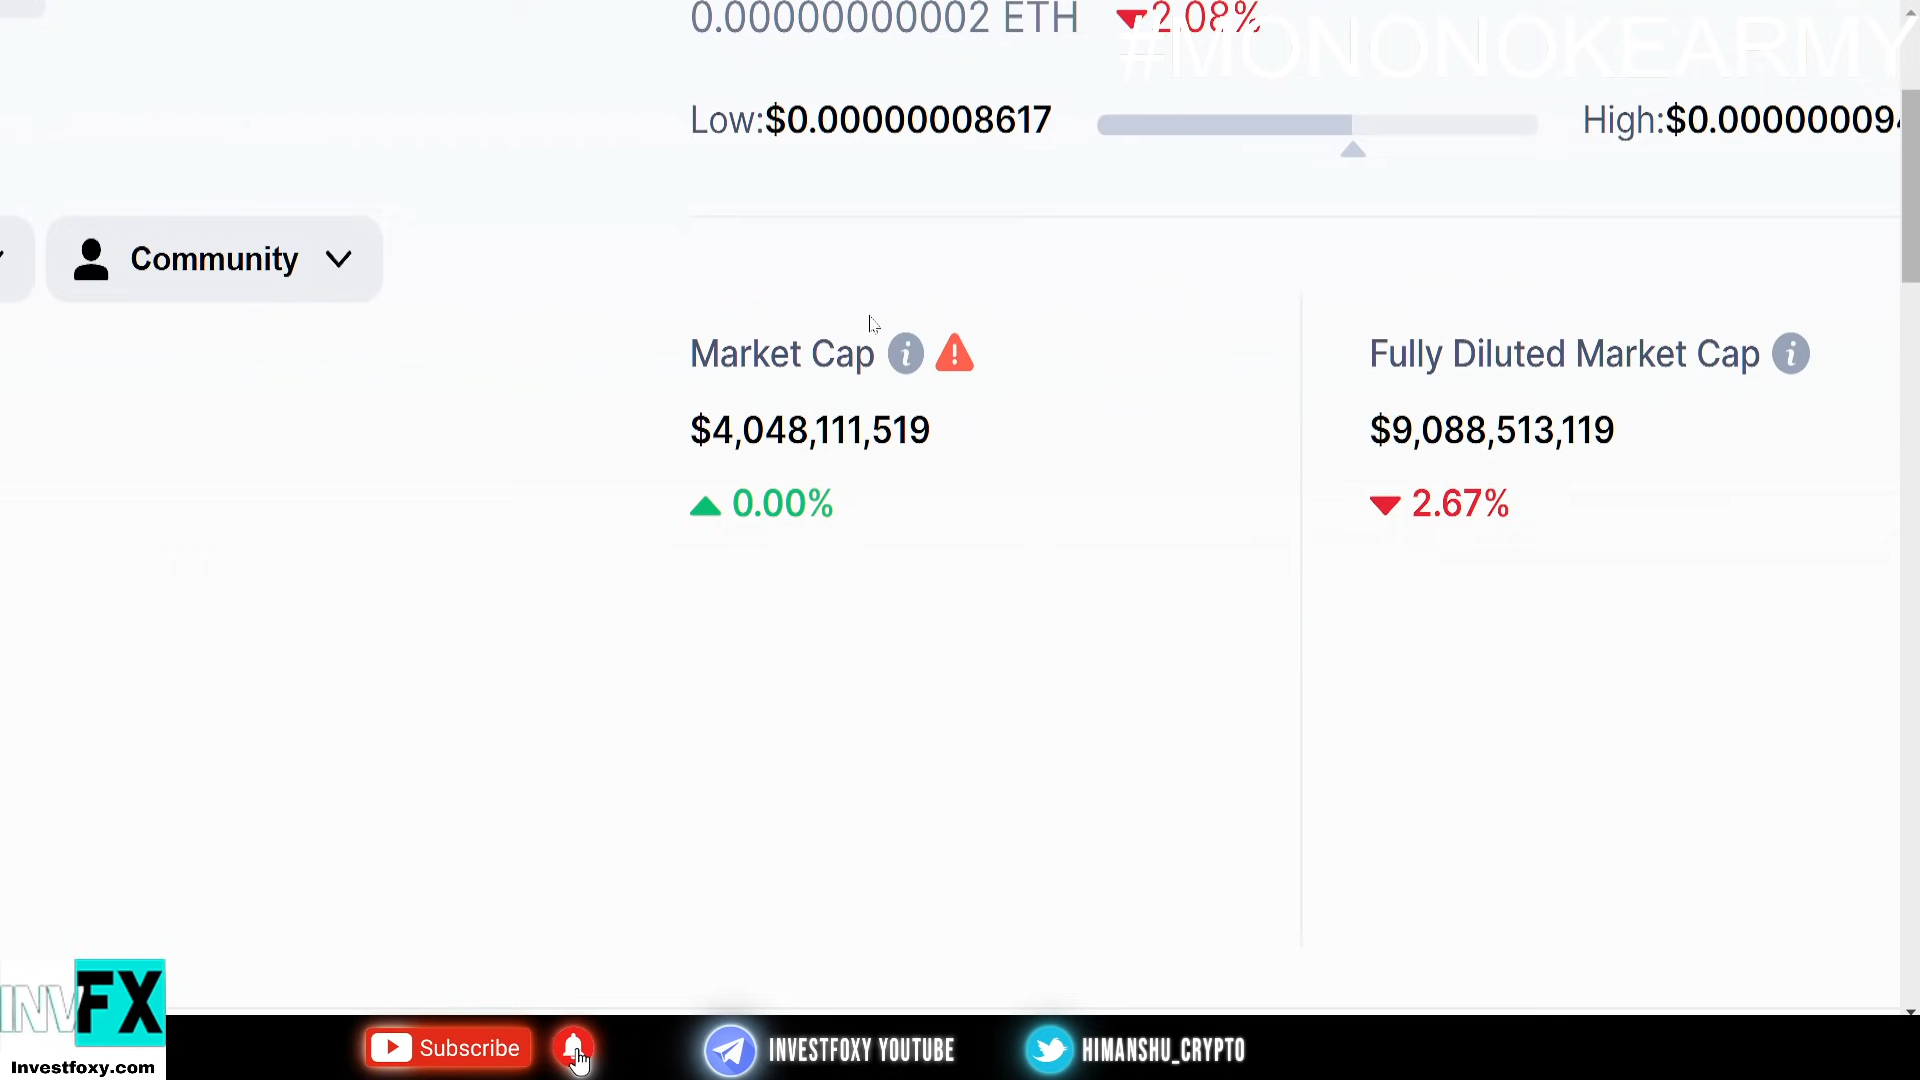 0.00000000002 ETH 2.08%
#MONONOKEARMY
Low:$0.00000008617
High:$0.00000009
Community
Market Cap
Fully Diluted Market Cap
$4,048,111,519
$9,088,513,119
0.00%
2.67%
INVFX
Investfoxy.com
Subscribe
INVESTFOXY YOUTUBE
HIMANSHU_CRYPTO